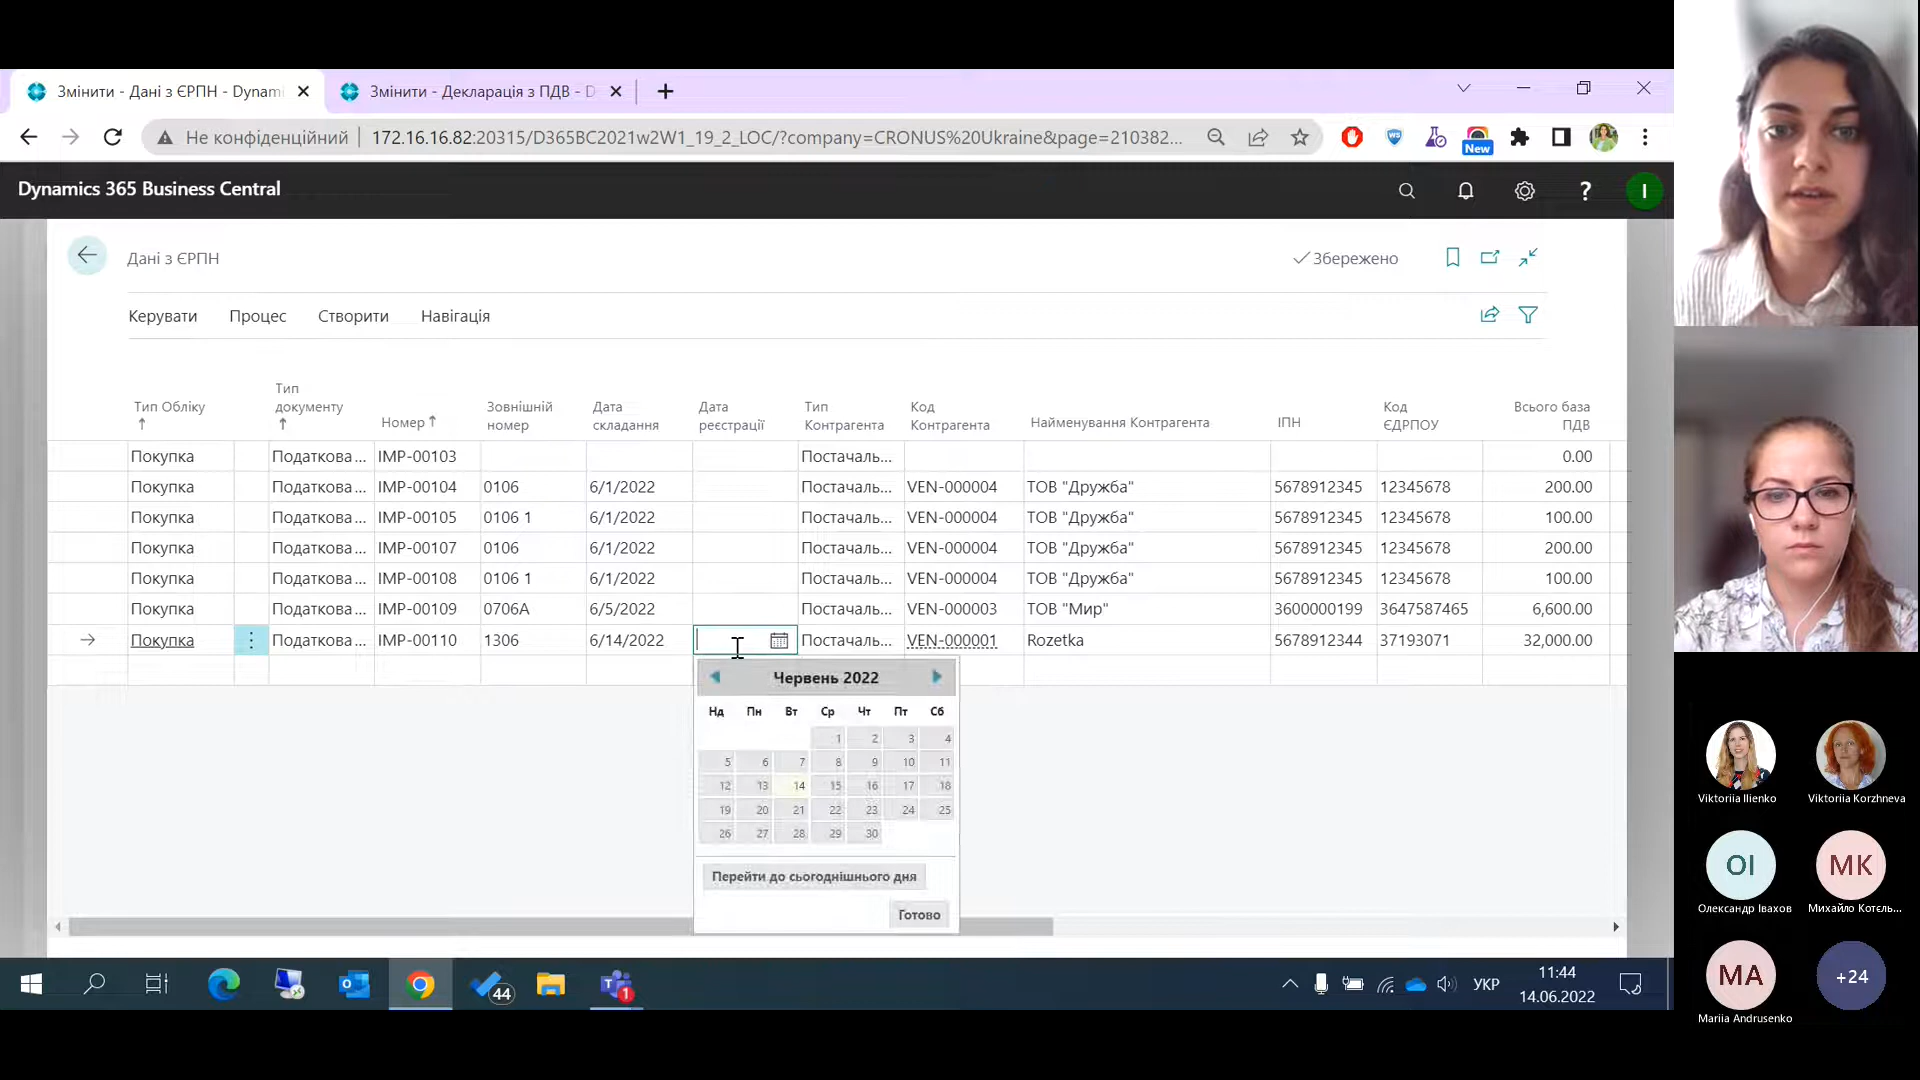 Змінити - Дані з ЄРПН - Dynami
Змінити - Декларація з ПДВ - D
Не конфіденційний
172.16.16.82:20315/D365BC2021w2W1_19_2_LOC/?company=CRONUS%20Ukraine&page=210382...
New
Dynamics 365 Business Central
?
I
Дані з ЄРПН
Збережено
Керувати Процес Створити Навігація
Тип Обліку ↑ Тип документу ↑ Номер ↑ Зовнішній номер Дата складання Дата реєстрації Тип Контрагента Код Контрагента Найменування Контрагента ІПН Код ЄДРПОУ Всього база ПДВ
Покупка Податкова ... IMP-00103 Постачаль... 0.00
Покупка Податкова ... IMP-00104 0106 6/1/2022 Постачаль... VEN-000004 ТОВ "Дружба" 5678912345 12345678 200.00
Покупка Податкова ... IMP-00105 0106 1 6/1/2022 Постачаль... VEN-000004 ТОВ "Дружба" 5678912345 12345678 100.00
Покупка Податкова ... IMP-00107 0106 6/1/2022 Постачаль... VEN-000004 ТОВ "Дружба" 5678912345 12345678 200.00
Покупка Податкова ... IMP-00108 0106 1 6/1/2022 Постачаль... VEN-000004 ТОВ "Дружба" 5678912345 12345678 100.00
Покупка Податкова ... IMP-00109 0706А 6/5/2022 Постачаль... VEN-000003 ТОВ "Мир" 3600000199 3647587465 6,600.00
Покупка Податкова ... IMP-00110 1306 6/14/2022 Постачаль... VEN-000001 Rozetka 5678912344 37193071 32,000.00
Червень 2022
Нд Пн Вт Ср Чт Пт Сб
1 2 3 4
5 6 7 8 9 10 11
12 13 14 15 16 17 18
19 20 21 22 23 24 25
26 27 28 29 30
Перейти до сьогоднішнього дня
Готово
Viktoriia Ilienko
Viktoriia Korzhneva
OI
Олександр Івахов
МК
Михайло Котєль...
MA
Mariia Andrusenko
+24
44
1
УКР
11:44
14.06.2022